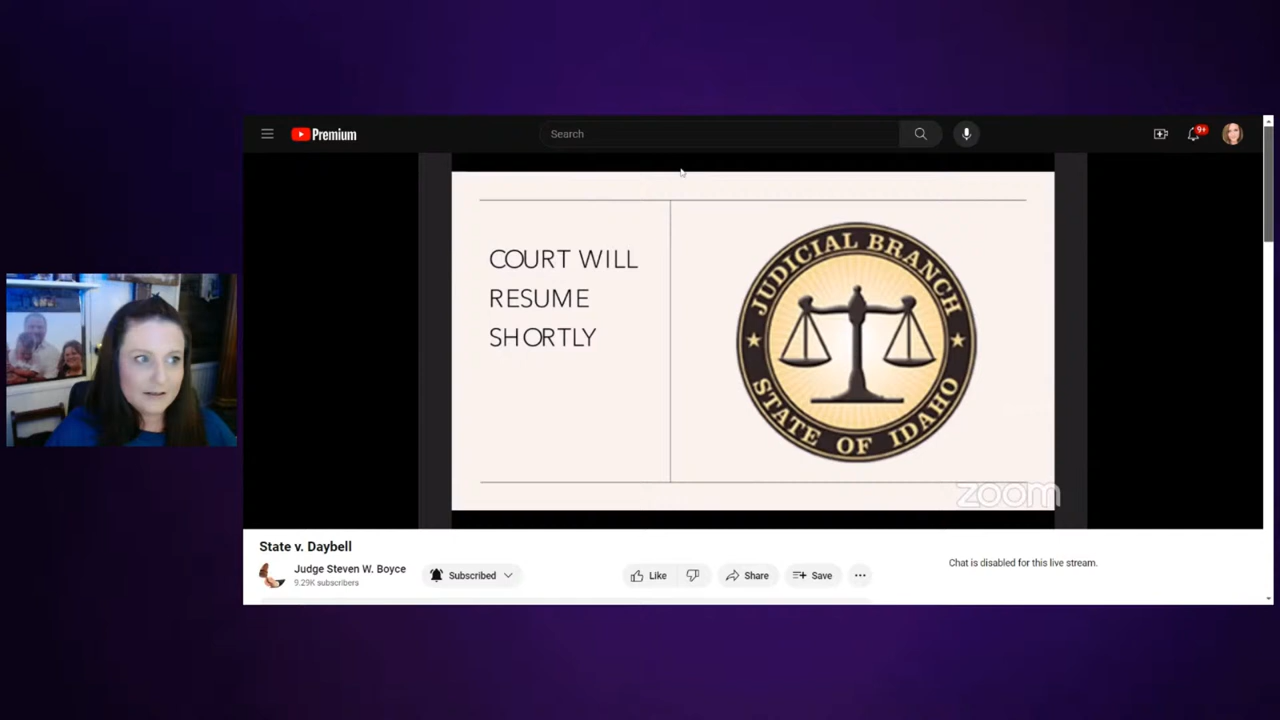 Premium
Search
9+
COURT WILL
RESUME
SHORTLY
JUDICIAL BRANCH
STATE OF IDAHO
zoom
State v. Daybell
Judge Steven W. Boyce
9.29K subscribers
Subscribed
Like
Share
Save
Chat is disabled for this live stream.